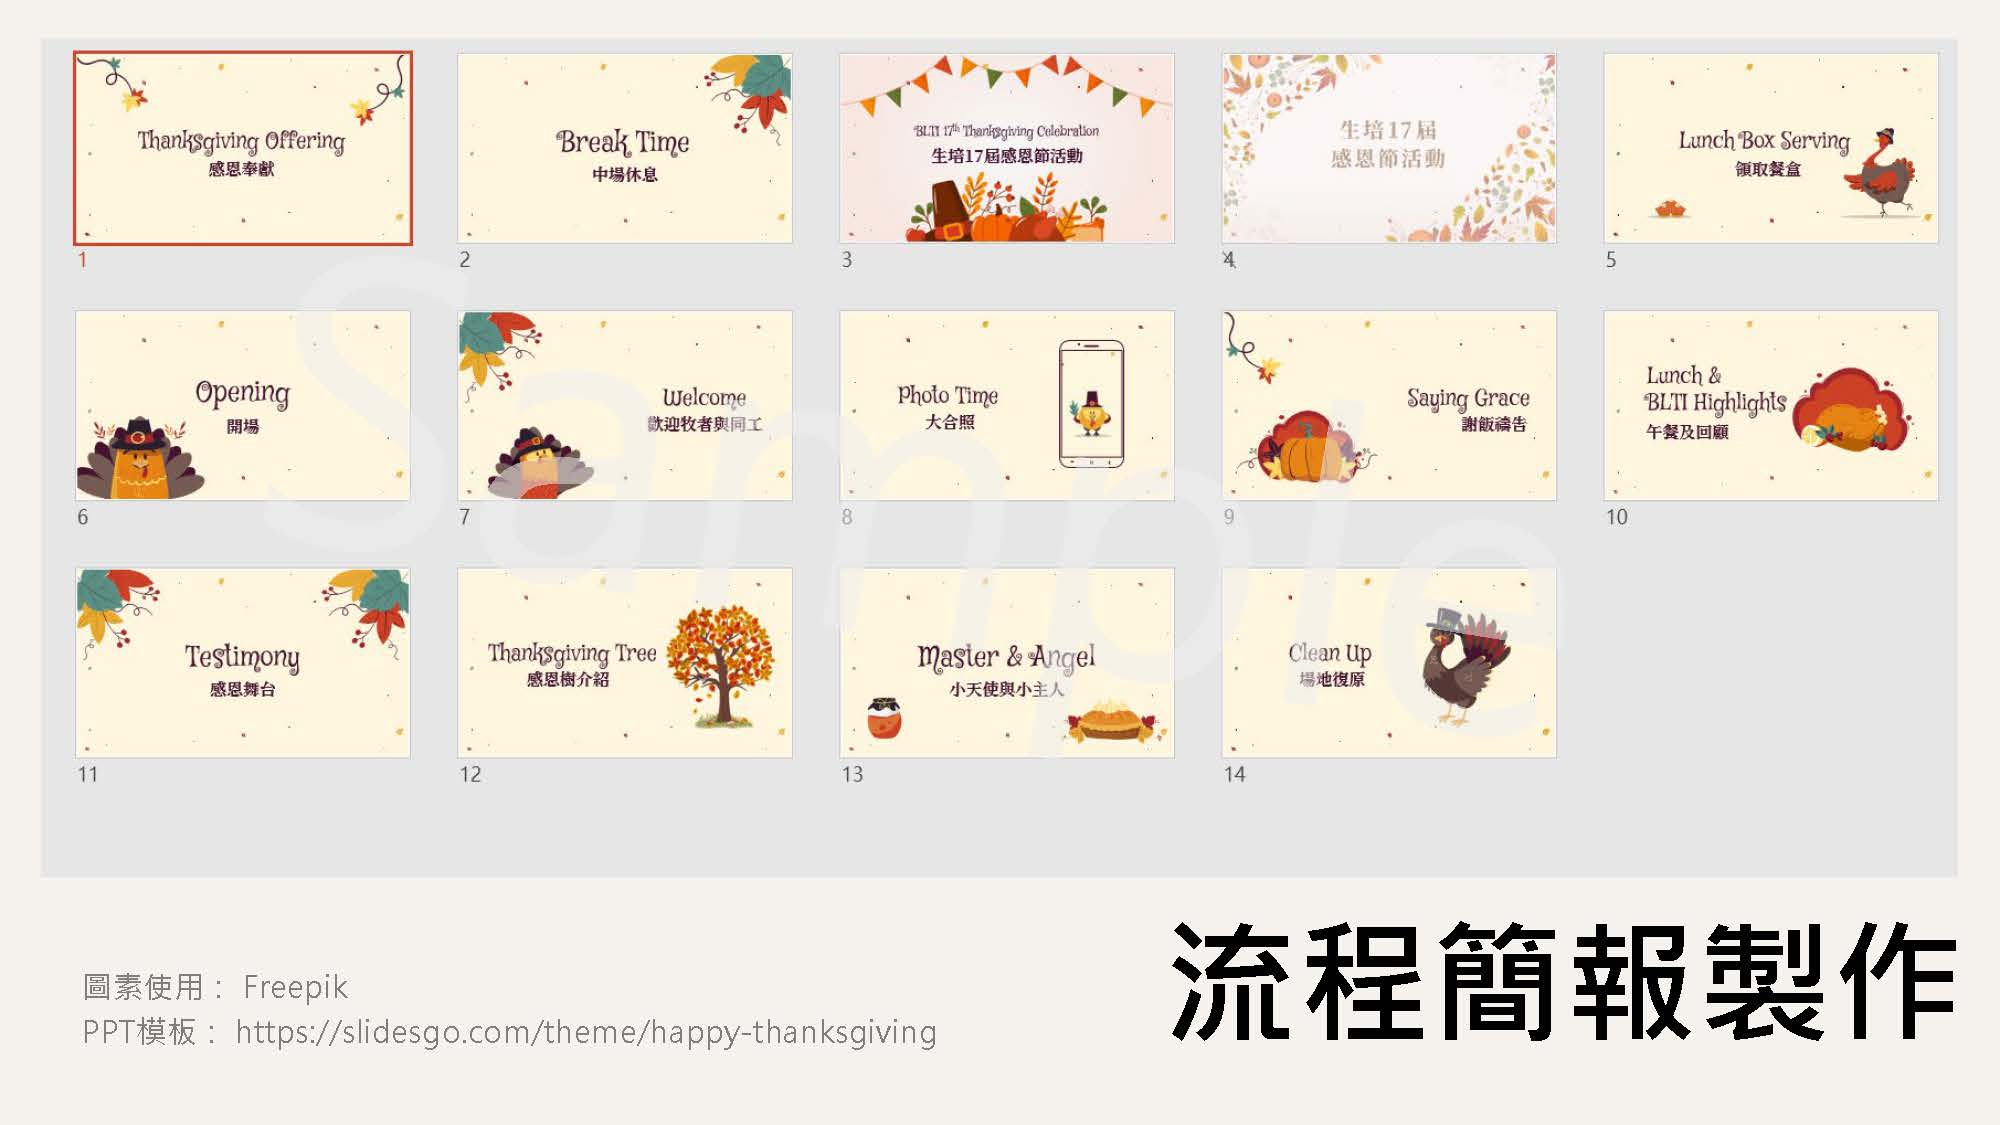 Thanksgiving Offering
感恩奉獻
1
Break Time
中場休息
2
BLTI 17th Thanksgiving Celebration
生培17屆感恩節活動
3
生培17屆
感恩節活動
4
Lunch Box Serving
領取餐盒
5
Opening
開場
6
Welcome
歡迎牧者與同工
7
Photo Time
大合照
8
Saying Grace
謝飯禱告
9
Lunch &
BLTI Highlights
午餐及回顧
10
Testimony
感恩舞台
11
Thanksgiving Tree
感恩樹介紹
12
Master & Angel
小天使與小主人
13
Clean Up
場地復原
14
Sample
流程簡報製作
圖素使用： Freepik
PPT模板： https://slidesgo.com/theme/happy-thanksgiving